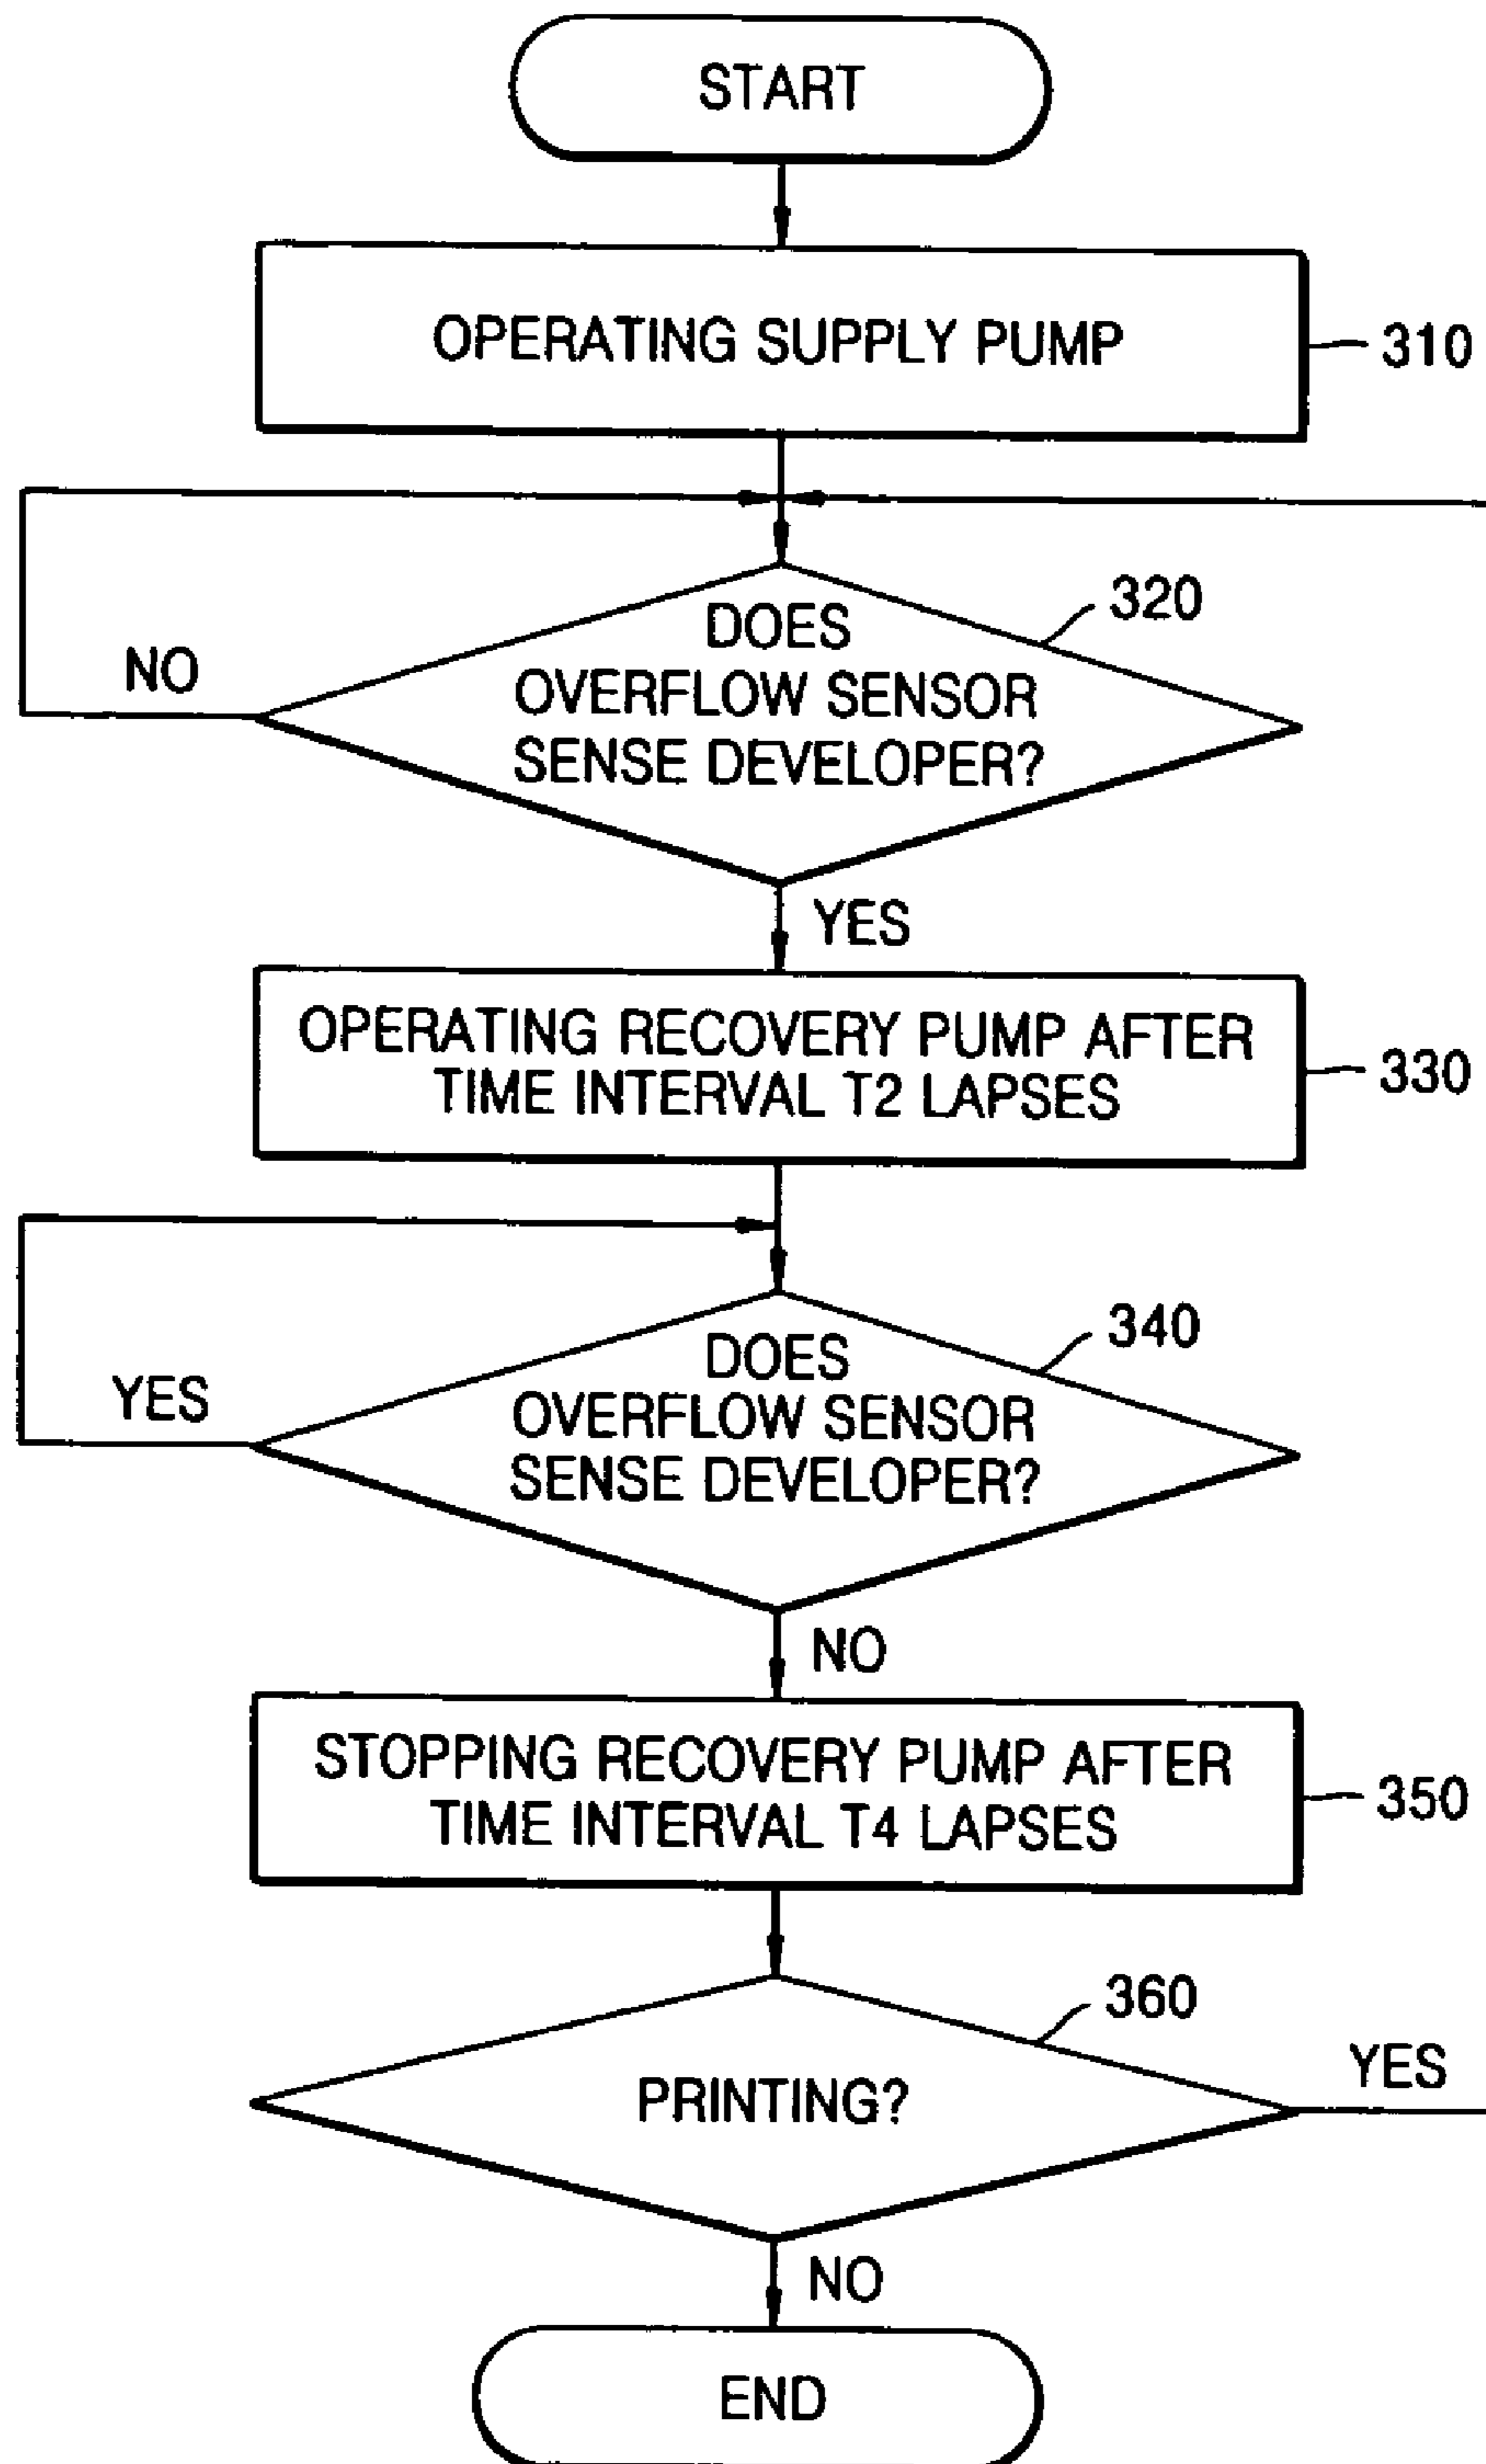 START
OPERATING SUPPLY PUMP
310
320
DOES
OVERFLOW SENSOR
SENSE DEVELOPER?
NO
YES
OPERATING RECOVERY PUMP AFTER
TIME INTERVAL T2 LAPSES
330
340
DOES
OVERFLOW SENSOR
SENSE DEVELOPER?
YES
NO
STOPPING RECOVERY PUMP AFTER
TIME INTERVAL T4 LAPSES
350
360
PRINTING?
YES
NO
END